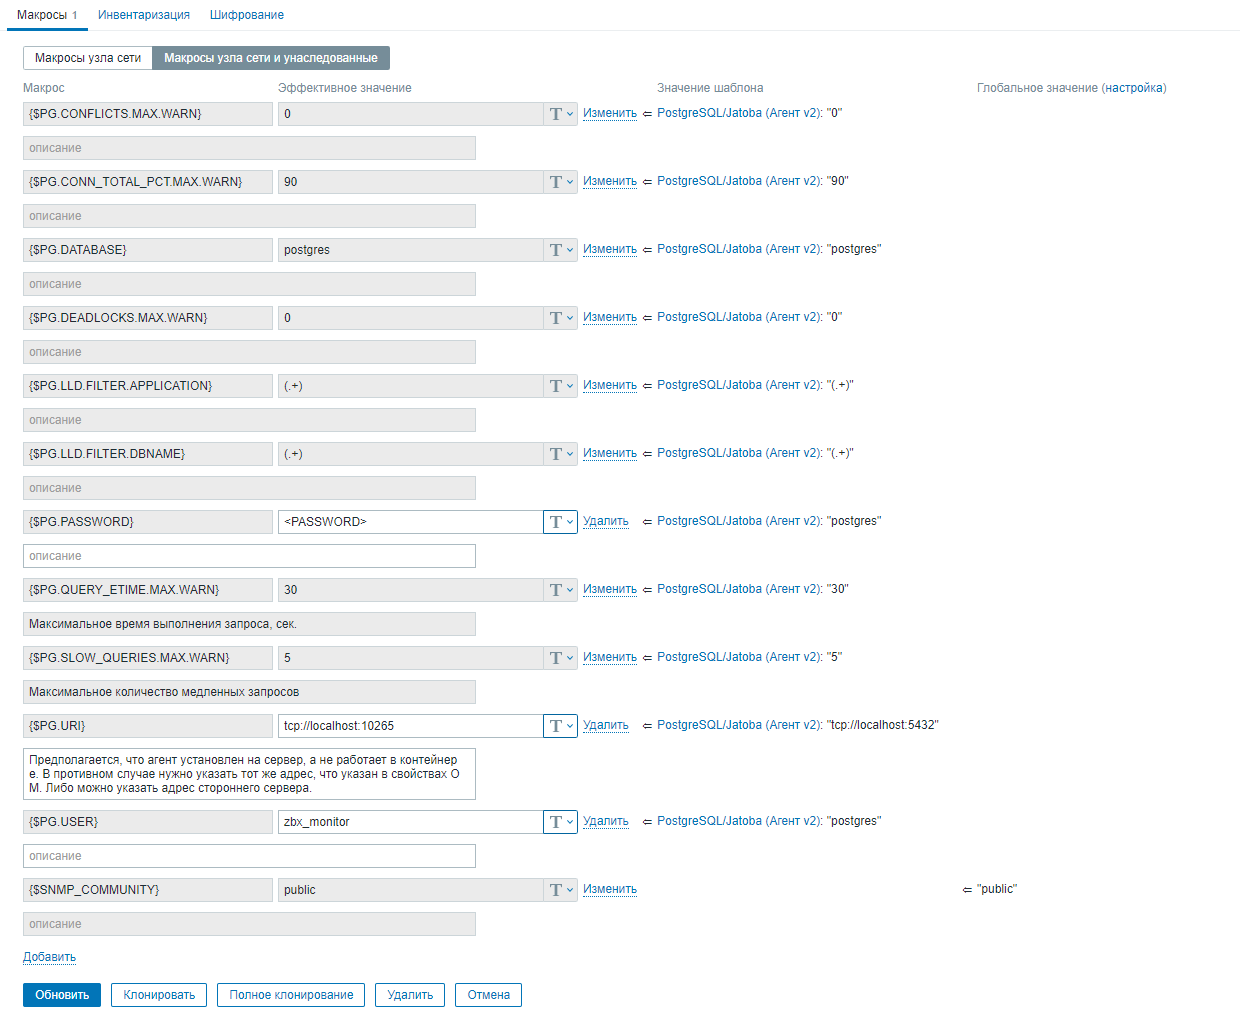 Макросы 1 Инвентаризация Шифрование
Макросы узла сети Макросы узла сети и унаследованные
Макрос Эффективное значение Значение шаблона Глобальное значение (настройка)
{$PG.CONFLICTS.MAX.WARN} 0 T Изменить ⇐ PostgreSQL/Jatoba (Агент v2): "0"
описание
{$PG.CONN_TOTAL_PCT.MAX.WARN} 90 T Изменить ⇐ PostgreSQL/Jatoba (Агент v2): "90"
описание
{$PG.DATABASE} postgres T Изменить ⇐ PostgreSQL/Jatoba (Агент v2): "postgres"
описание
{$PG.DEADLOCKS.MAX.WARN} 0 T Изменить ⇐ PostgreSQL/Jatoba (Агент v2): "0"
описание
{$PG.LLD.FILTER.APPLICATION} (.+) T Изменить ⇐ PostgreSQL/Jatoba (Агент v2): "(.+)"
описание
{$PG.LLD.FILTER.DBNAME} (.+) T Изменить ⇐ PostgreSQL/Jatoba (Агент v2): "(.+)"
описание
{$PG.PASSWORD} <PASSWORD> T Удалить ⇐ PostgreSQL/Jatoba (Агент v2): "postgres"
описание
{$PG.QUERY_ETIME.MAX.WARN} 30 T Изменить ⇐ PostgreSQL/Jatoba (Агент v2): "30"
Максимальное время выполнения запроса, сек.
{$PG.SLOW_QUERIES.MAX.WARN} 5 T Изменить ⇐ PostgreSQL/Jatoba (Агент v2): "5"
Максимальное количество медленных запросов
{$PG.URI} tcp://localhost:10265 T Удалить ⇐ PostgreSQL/Jatoba (Агент v2): "tcp://localhost:5432"
Предполагается, что агент установлен на сервер, а не работает в контейнер
е. В противном случае нужно указать тот же адрес, что указан в свойствах О
М. Либо можно указать адрес стороннего сервера.
{$PG.USER} zbx_monitor T Удалить ⇐ PostgreSQL/Jatoba (Агент v2): "postgres"
описание
{$SNMP_COMMUNITY} public T Изменить ⇐ "public"
описание
Добавить
Обновить Клонировать Полное клонирование Удалить Отмена